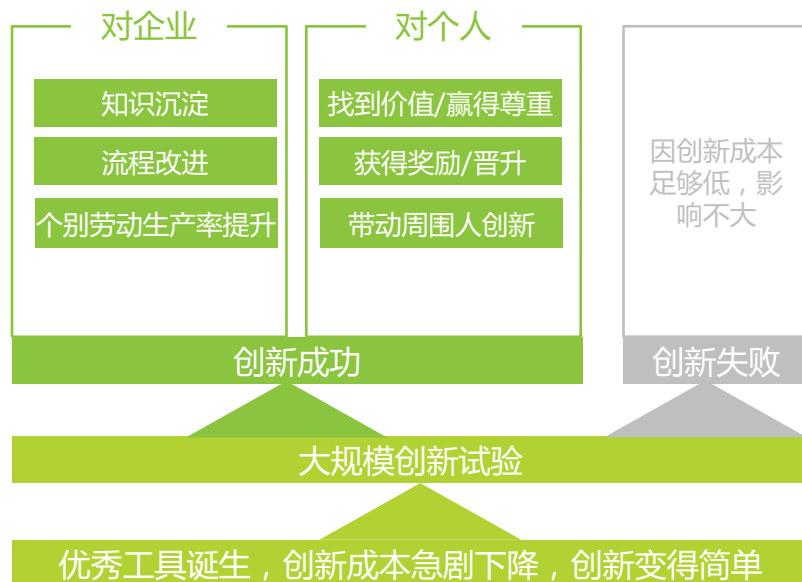 对企业
知识沉淀
流程改进
个别劳动生产率提升
对个人
找到价值/赢得尊重
获得奖励/晋升
带动周围人创新
因创新成本
足够低，影
响不大
创新成功
创新失败
大规模创新试验
优秀工具诞生，创新成本急剧下降，创新变得简单